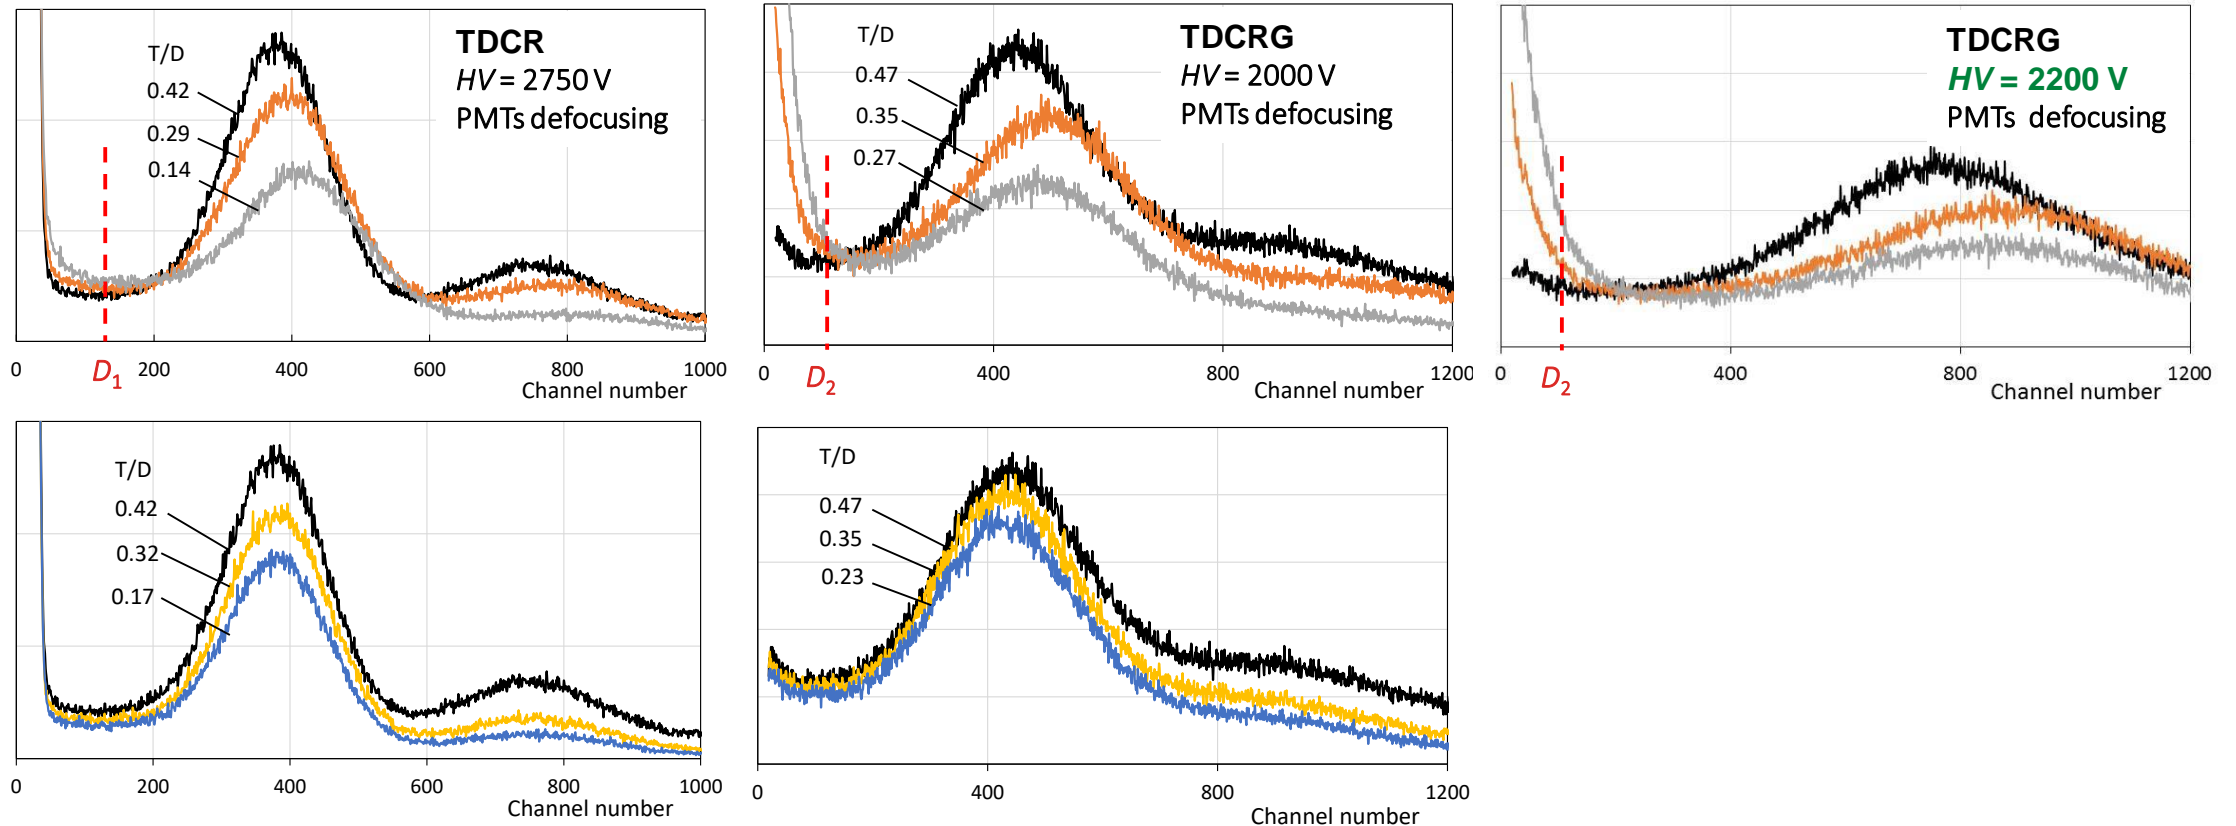 TDCR
HV = 2750 V
PMTs defocusing
T/D
0.42
0.29
0.14
0 200 400 600 800 1000
D1
Channel number
TDCRG
HV = 2000 V
PMTs defocusing
T/D
0.47
0.35
0.27
0 400 800 1200
D2
Channel number
TDCRG
HV = 2200 V
PMTs defocusing
0 400 800 1200
D2
Channel number
T/D
0.42
0.32
0.17
0 200 400 600 800 1000
Channel number
T/D
0.47
0.35
0.23
0 400 800 1200
Channel number